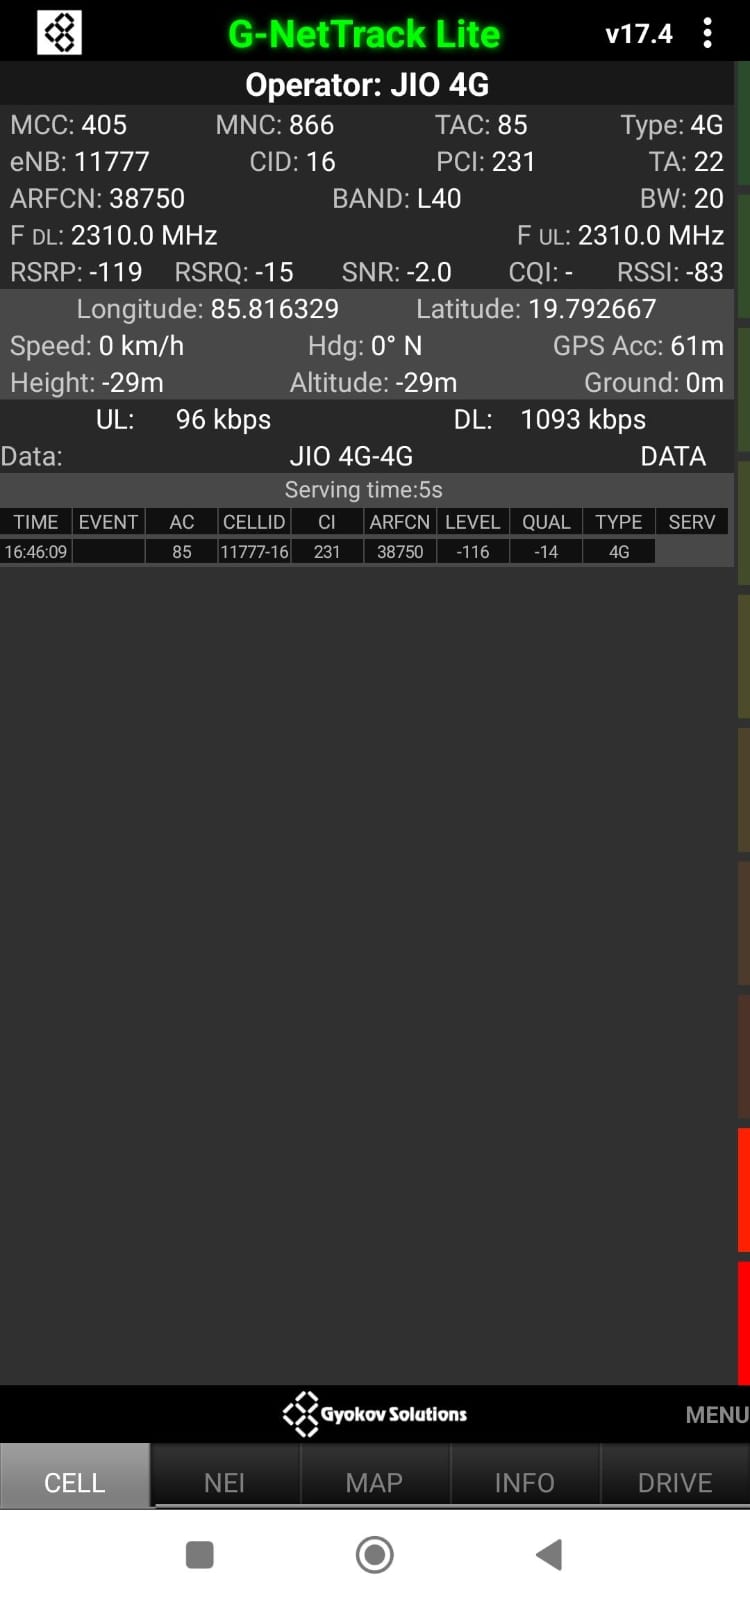 G-NetTrack Lite v17.4
Operator: JIO 4G
MCC: 405 MNC: 866 TAC: 85 Type: 4G
eNB: 11777 CID: 16 PCI: 231 TA: 22
ARFCN: 38750 BAND: L40 BW: 20
F DL: 2310.0 MHz F UL: 2310.0 MHz
RSRP: -119 RSRQ: -15 SNR: -2.0 CQI: - RSSI: -83
Longitude: 85.816329 Latitude: 19.792667
Speed: 0 km/h Hdg: 0° N GPS Acc: 61m
Height: -29m Altitude: -29m Ground: 0m
UL: 96 kbps DL: 1093 kbps
Data: JIO 4G-4G DATA
Serving time:5s
TIME EVENT AC CELLID CI ARFCN LEVEL QUAL TYPE SERV
16:46:09 85 11777-16 231 38750 -116 -14 4G
Gyokov Solutions MENU
CELL NEI MAP INFO DRIVE